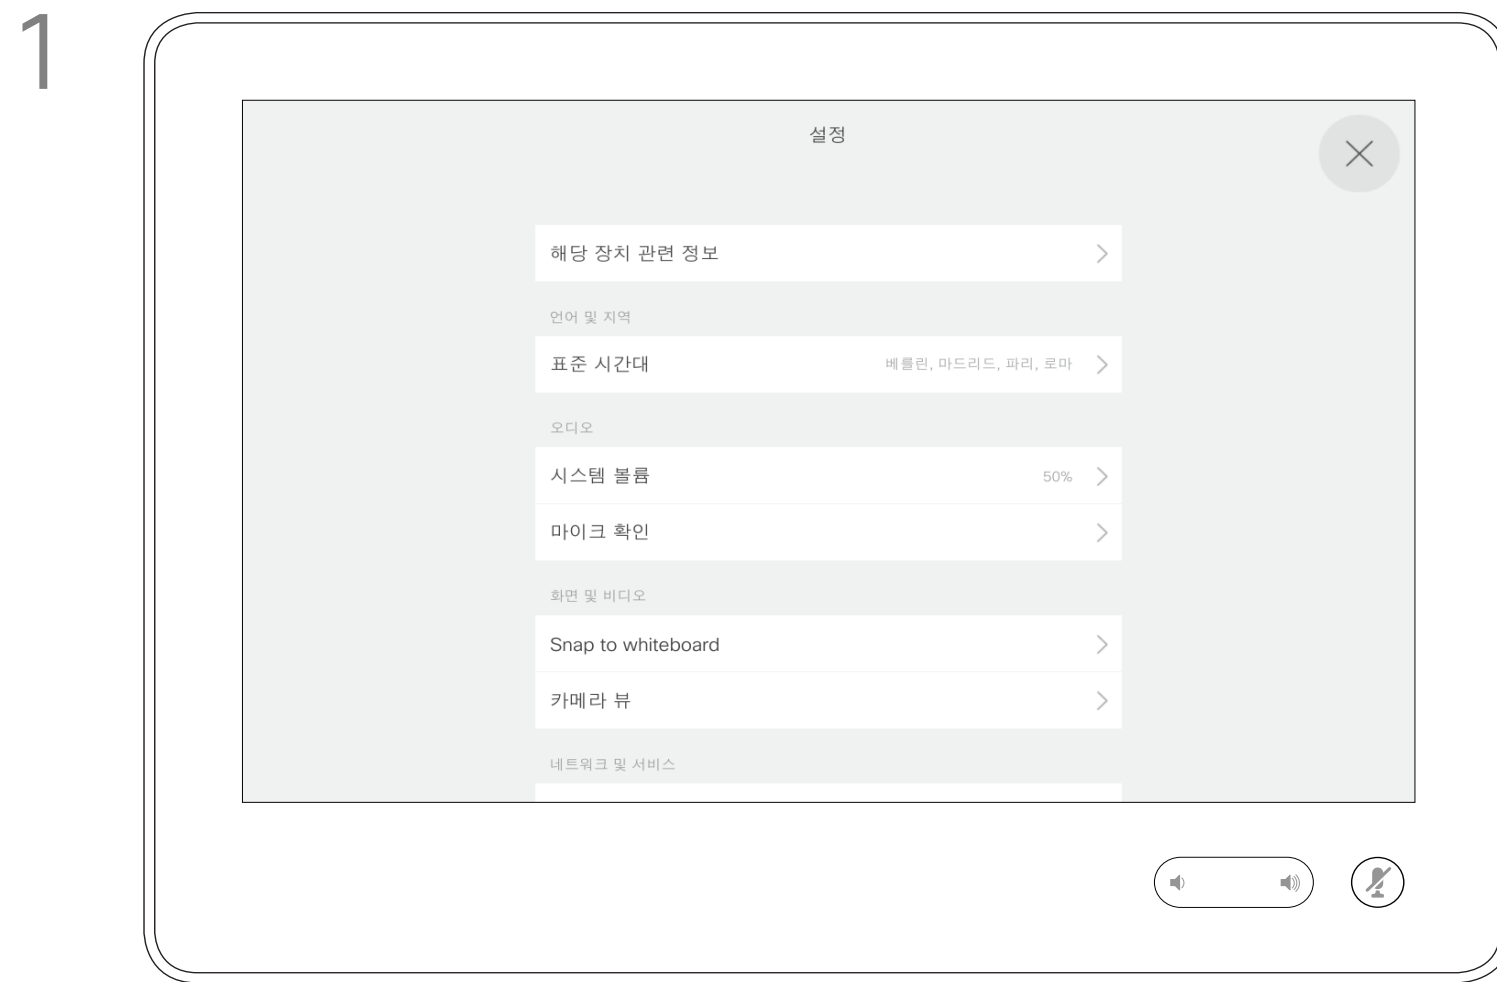 1
설정
해당 장치 관련 정보
언어 및 지역
표준 시간대 베를린, 마드리드, 파리, 로마
오디오
시스템 볼륨 50%
마이크 확인
화면 및 비디오
Snap to whiteboard
카메라 뷰
네트워크 및 서비스